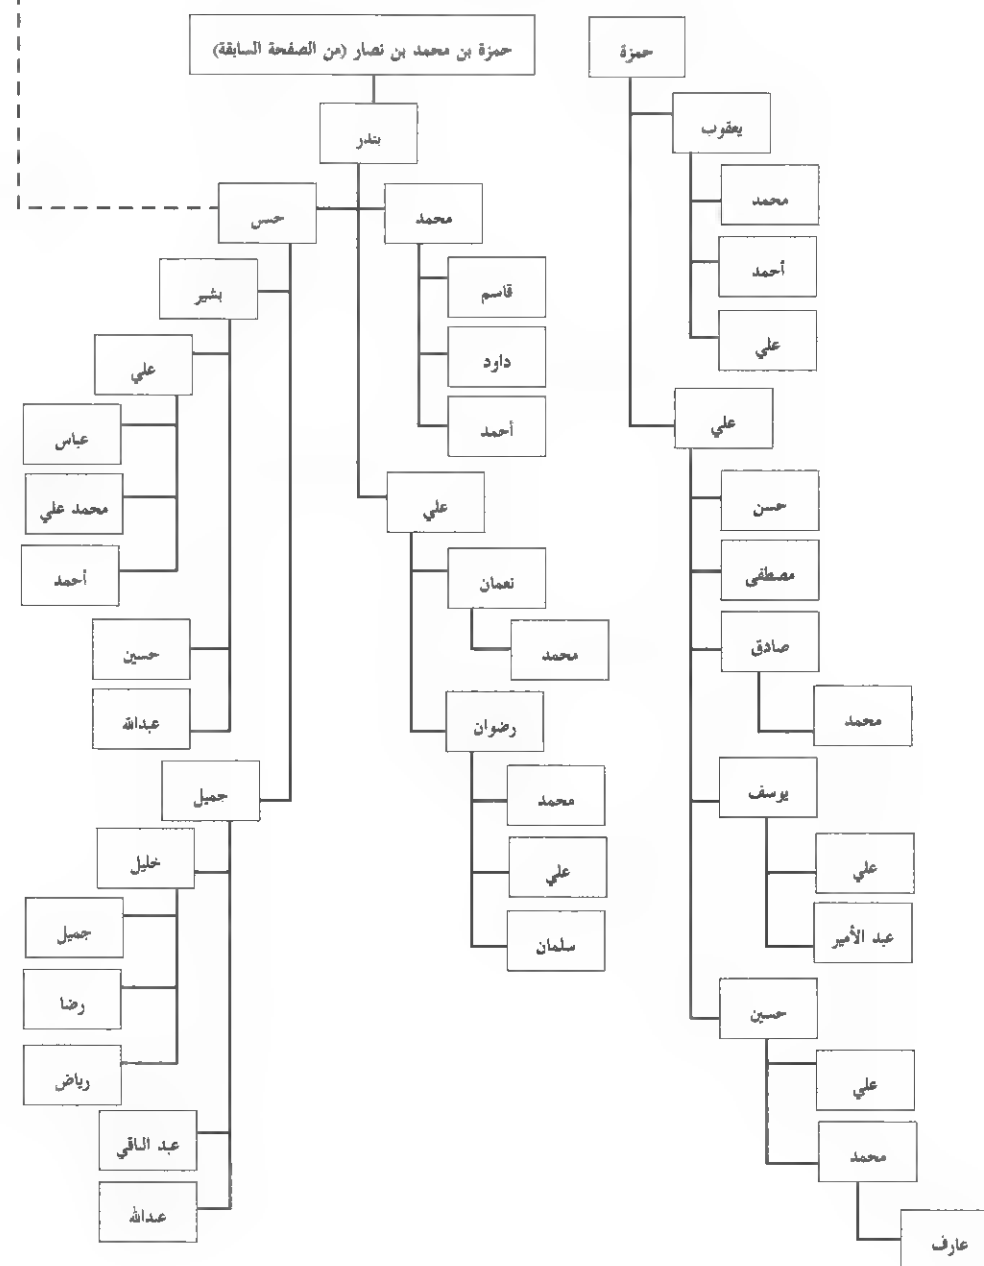 حمزة
يعقوب
محمد
أحمد
علي
علي
حسن
مصطفى
صادق
محمد
يوسف
علي
عبد الأمير
حسين
علي
محمد
عارف
حمزة بن محمد بن نصار (من الصفحة السابقة)
بندر
محمد
قاسم
داود
أحمد
علي
نعمان
محمد
رضوان
محمد
علي
سلمان
حسن
بشير
علي
عباس
محمد علي
أحمد
حسين
عبدالله
جميل
خليل
جميل
رضا
رياض
عبد الباقي
عبدالله